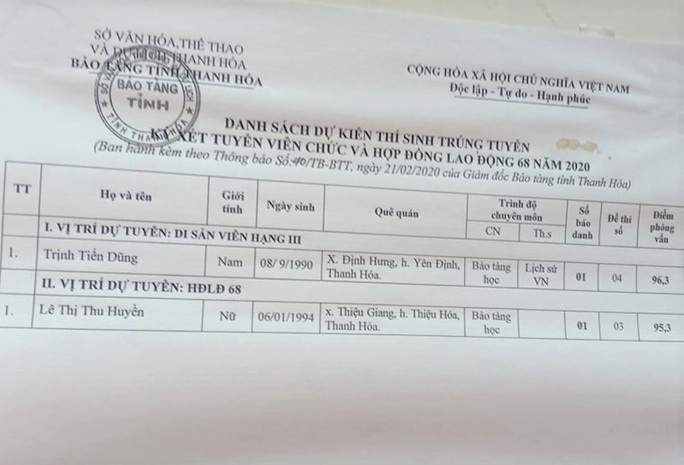 SỞ VĂN HÓA,THỂ THAO
VÀ DU LỊCH THANH HÓA
BẢO TÀNG TỈNH THANH HÓA
BẢO TÀNG
TỈNH
CỘNG HÒA XÃ HỘI CHỦ NGHĨA VIỆT NAM
Độc lập - Tự do - Hạnh phúc
DANH SÁCH DỰ KIẾN THÍ SINH TRÚNG TUYỂN
XÉT TUYỂN VIÊN CHỨC VÀ HỢP ĐỒNG LAO ĐỘNG 68 NĂM 2020
(Ban hành kèm theo Thông báo Số:40/TB-BTT, ngày 21/02/2020 của Giám đốc Bảo tàng tỉnh Thanh Hóa)
TT Họ và tên Giới tính Ngày sinh Quê quán Trình độ chuyên môn Số báo danh Đề thi số Điểm phỏng vấn
CN Th.s
I. VỊ TRÍ DỰ TUYỂN: DI SẢN VIÊN HẠNG III
1. Trịnh Tiến Dũng Nam 08/ 9/1990 X. Định Hưng, h. Yên Định, Thanh Hóa. Bảo tàng học Lịch sử VN 01 04 96,3
II. VỊ TRÍ DỰ TUYỂN: HĐLĐ 68
1. Lê Thị Thu Huyền Nữ 06/01/1994 x. Thiệu Giang, h. Thiệu Hóa, Thanh Hóa. Bảo tàng học 01 03 95,3